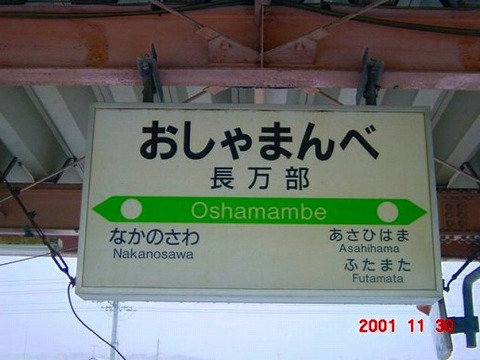 おしゃまんべ
長万部
Oshamambe
なかのさわ
Nakanosawa
あさひはま
Asahihama
ふたまた
Futamata
2001 11 30